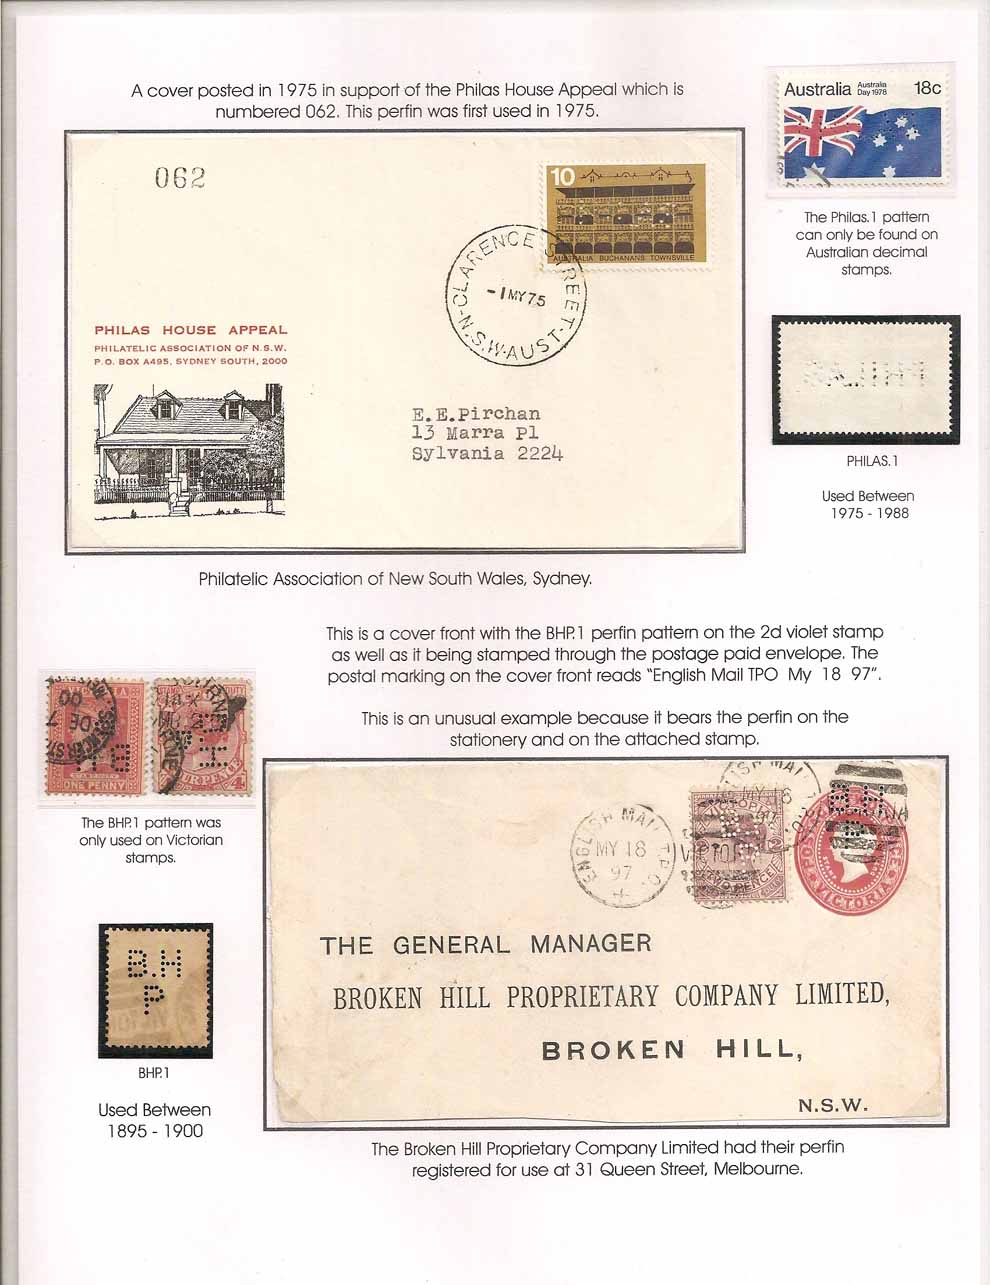 A cover posted in 1975 in support of the Philas House Appeal which is
numbered 062. This perfin was first used in 1975.
Australia Australia Day 1978 18c
062
10
AUSTRALIA BUCHANANS TOWNSVILLE
CLARENCE STREET
-1MY75
N.S.W-AUST-
The Philas.1 pattern
can only be found on
Australian decimal
stamps.
PHILAS HOUSE APPEAL
PHILATELIC ASSOCIATION OF N.S.W.
P.O. BOX A495, SYDNEY SOUTH, 2000
E.E.Pirchan
13 Marra Pl
Sylvania 2224
PHILAS.1
Used Between
1975 - 1988
Philatelic Association of New South Wales, Sydney.
This is a cover front with the BHP.1 perfin pattern on the 2d violet stamp
as well as it being stamped through the postage paid envelope. The
postal marking on the cover front reads “English Mail TPO My 18 97”.
This is an unusual example because it bears the perfin on the
stationery and on the attached stamp.
DE 7
00
ONE PENNY
4
The BHP.1 pattern was
only used on Victorian
stamps.
ENGLISH MAIL T.P.O.
MY 18
97
VICTORIA
TWO PENCE
VICTORIA
B.H
P
BHP.1
Used Between
1895 - 1900
THE GENERAL MANAGER
BROKEN HILL PROPRIETARY COMPANY LIMITED,
BROKEN HILL,
N.S.W.
The Broken Hill Proprietary Company Limited had their perfin
registered for use at 31 Queen Street, Melbourne.